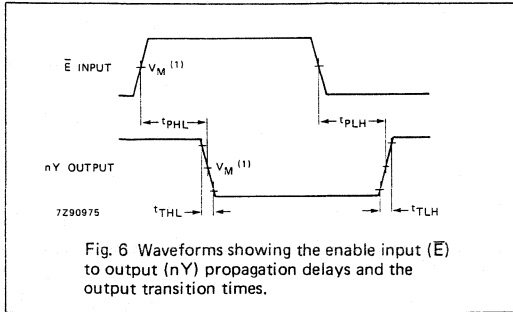 E̅ INPUT
V_M (1)
t_PHL
t_PLH
nY OUTPUT
V_M (1)
7Z90975
t_THL
t_TLH
Fig. 6 Waveforms showing the enable input (E̅)
to output (nY) propagation delays and the
output transition times.